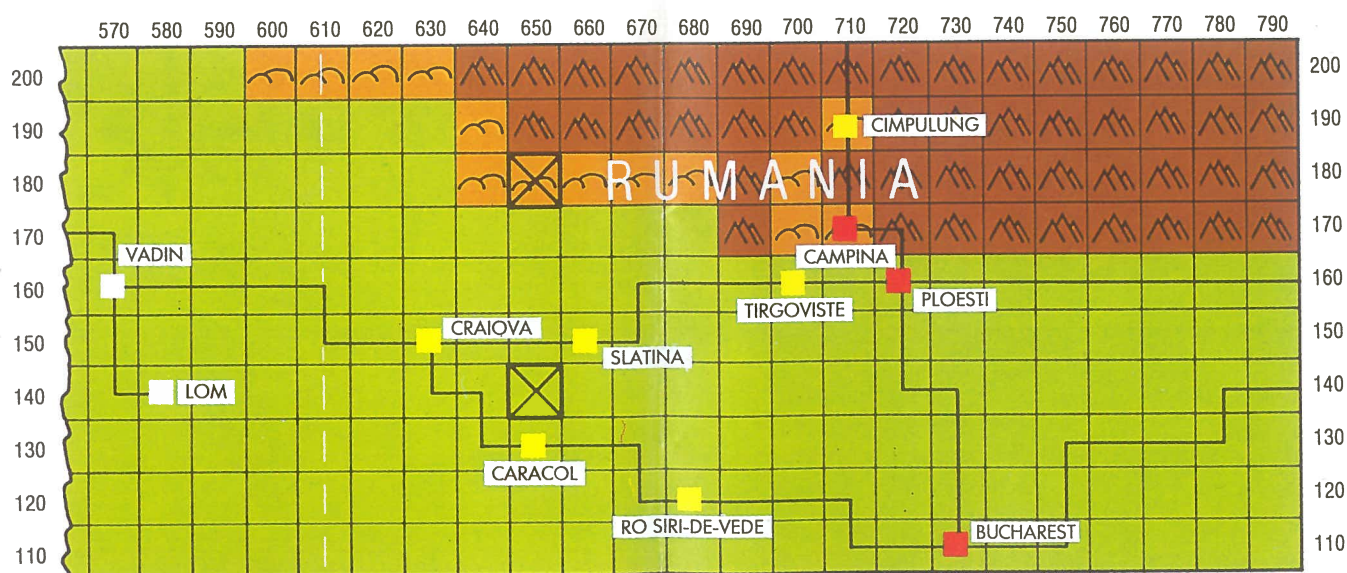 570 580 590 600 610 620 630 640 650 660 670 680 690 700 710 720 730 740 750 760 770 780 790
200 200
190 CIMPULUNG 190
180 RUMANIA 180
170 170
VADIN CAMPINA
160 TIRGOVISTE PLOESTI 160
150 CRAIOVA SLATINA 150
140 LOM 140
130 130
CARACOL
120 RO SIRI-DE-VEDE 120
110 BUCHAREST 110